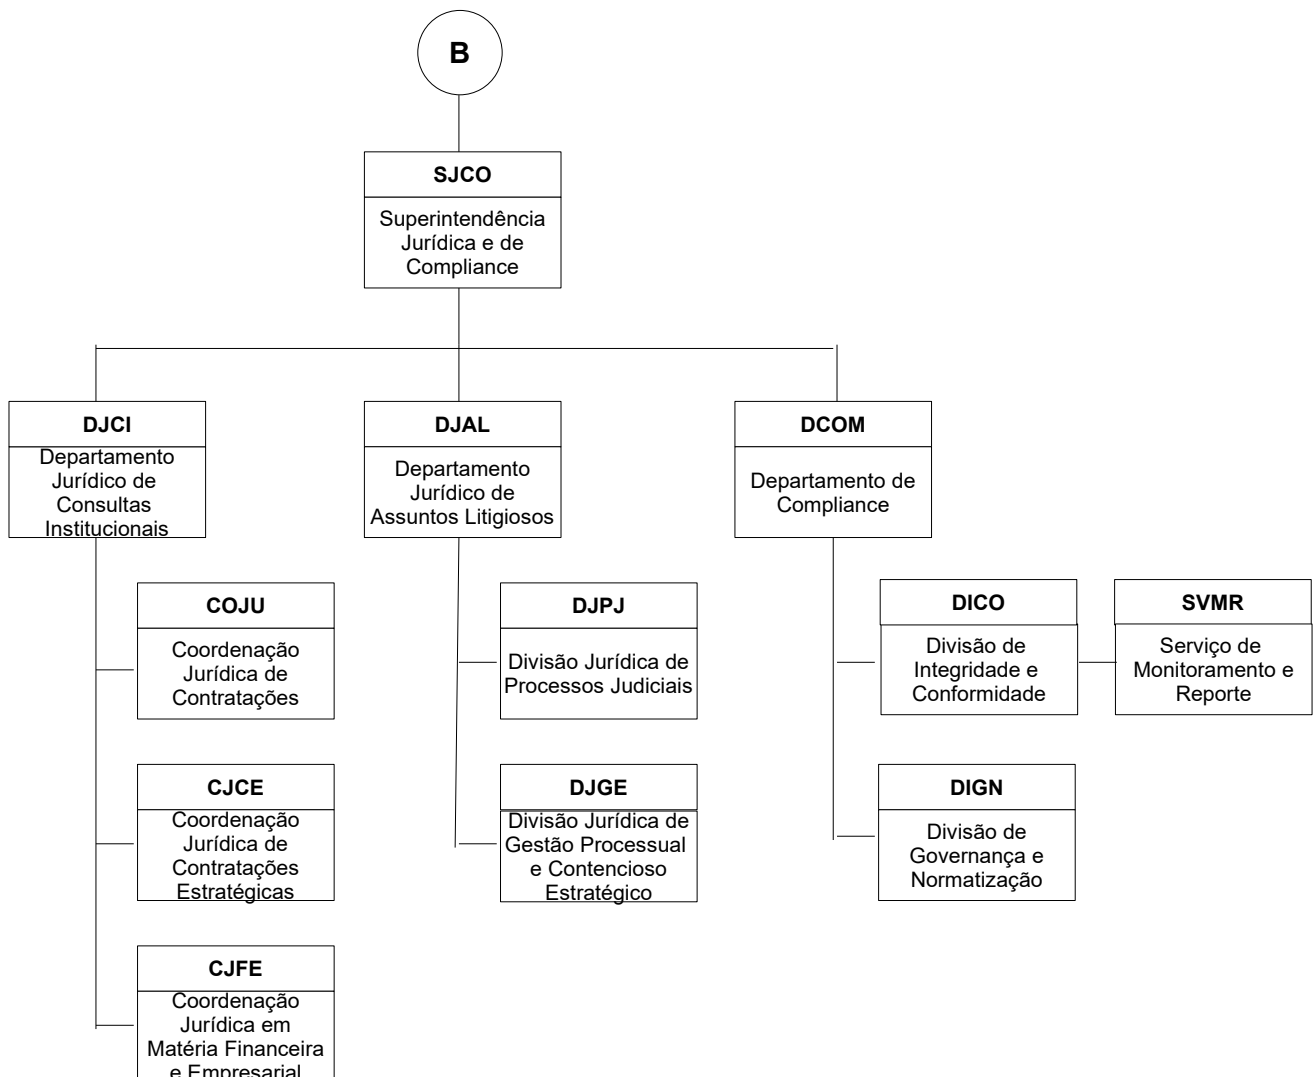 B
SJCO
Superintendência
Jurídica e de
Compliance
DJCI
Departamento
Jurídico de
Consultas
Institucionais
DJAL
Departamento
Jurídico de
Assuntos Litigiosos
DCOM
Departamento de
Compliance
COJU
Coordenação
Jurídica de
Contratações
DJPJ
Divisão Jurídica de
Processos Judiciais
DICO
Divisão de
Integridade e
Conformidade
SVMR
Serviço de
Monitoramento e
Reporte
CJCE
Coordenação
Jurídica de
Contratações
Estratégicas
DJGE
Divisão Jurídica de
Gestão Processual
e Contencioso
Estratégico
DIGN
Divisão de
Governança e
Normatização
CJFE
Coordenação
Jurídica em
Matéria Financeira
e Empresarial